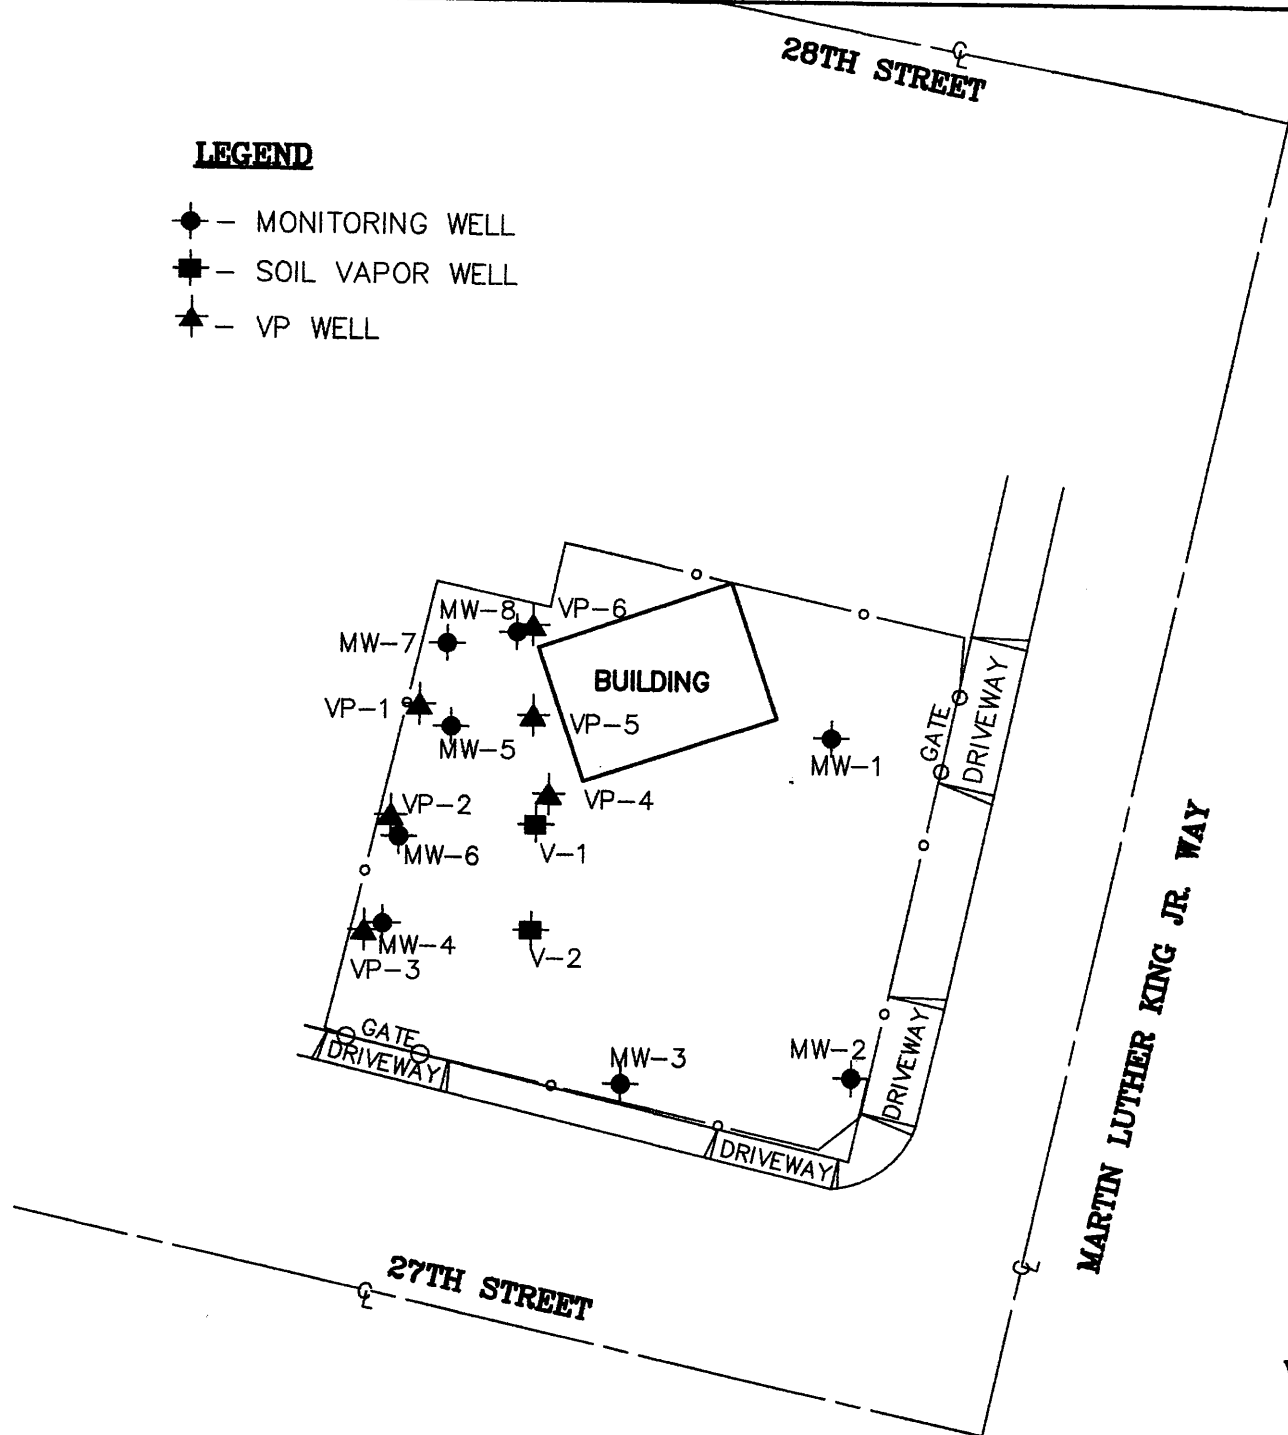 28TH STREET
LEGEND
– MONITORING WELL
– SOIL VAPOR WELL
– VP WELL
MW–8
VP–6
MW–7
BUILDING
VP–1
VP–5
MW–5
MW–1
GATE
DRIVEWAY
VP–2
VP–4
MW–6
V–1
MW–4
V–2
VP–3
GATE
DRIVEWAY
MW–3
MW–2
DRIVEWAY
DRIVEWAY
MARTIN LUTHER KING JR. WAY
27TH STREET